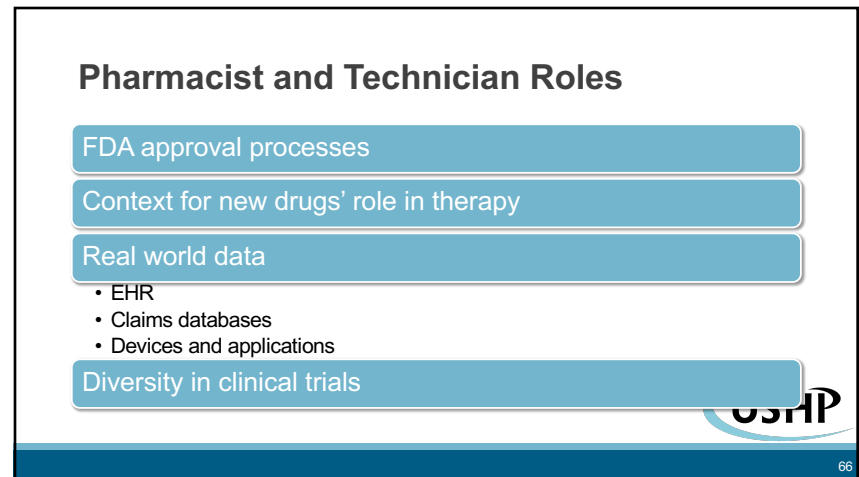 Pharmacist and Technician Roles
FDA approval processes
Context for new drugs’ role in therapy
Real world data
• EHR
• Claims databases
• Devices and applications
Diversity in clinical trials
USHP
66